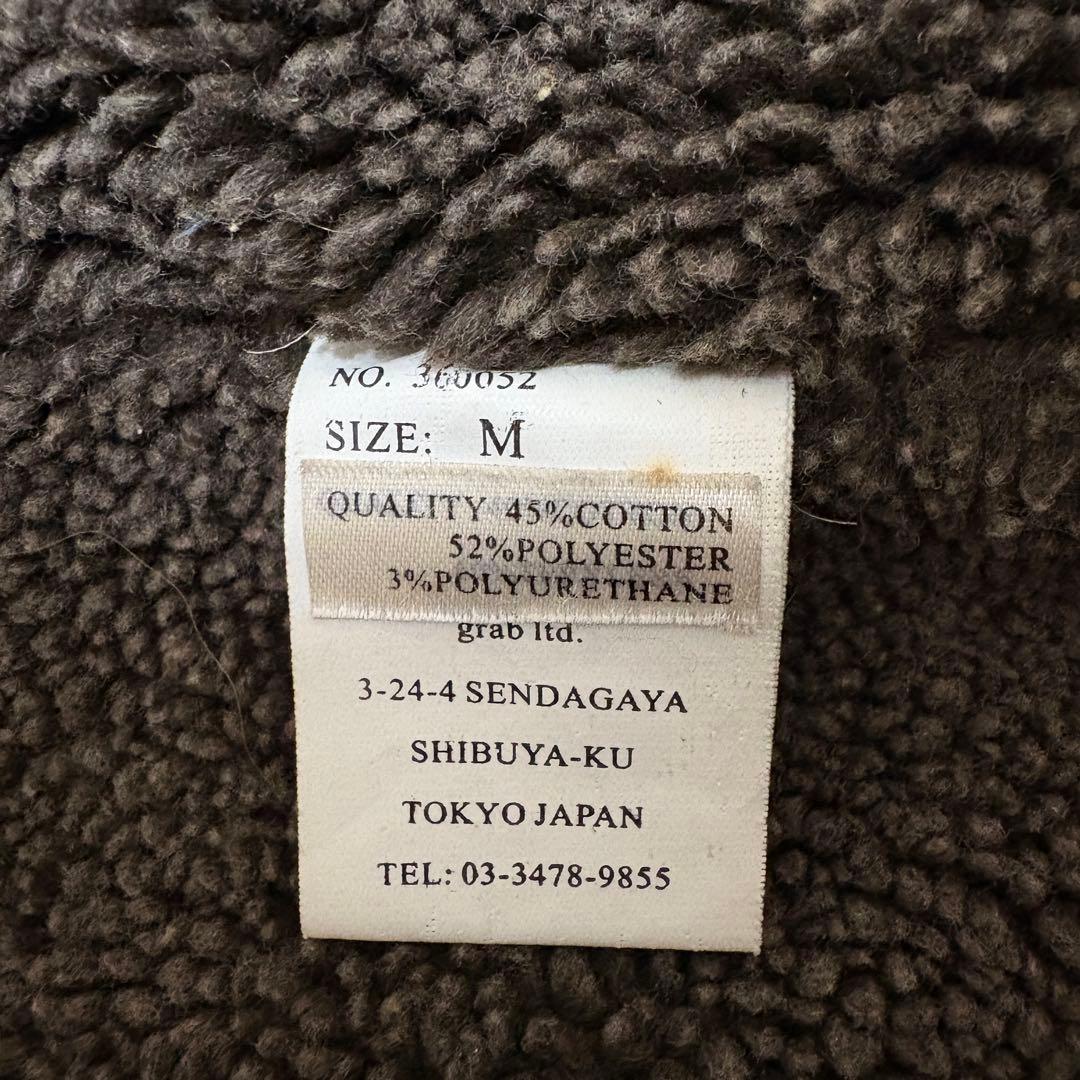 NO. 360052
SIZE: M
QUALITY 45%COTTON
52%POLYESTER
3%POLYURETHANE
grab ltd.
3-24-4 SENDAGAYA
SHIBUYA-KU
TOKYO JAPAN
TEL: 03-3478-9855